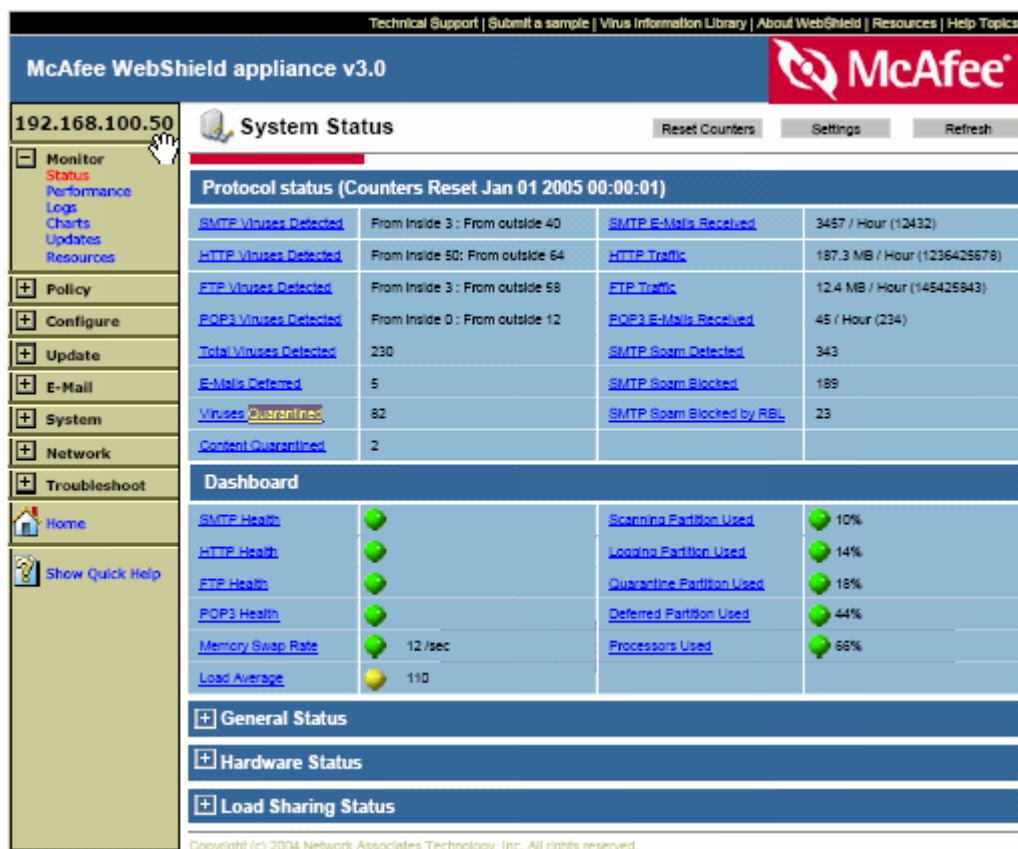 Technical Support | Submit a sample | Virus Information Library | About WebShield | Resources | Help Topics
McAfee WebShield appliance v3.0
McAfee
192.168.100.50
System Status
Reset Counters Settings Refresh
Monitor
Status
Performance
Logs
Charts
Updates
Resources
Policy
Configure
Update
E-Mail
System
Network
Troubleshoot
Home
Show Quick Help
Protocol status (Counters Reset Jan 01 2005 00:00:01)
SMTP Viruses Detected From Inside 3 : From outside 40 SMTP E-Mails Received 3457 / Hour (12432)
HTTP Viruses Detected From Inside 50: From outside 64 HTTP Traffic 187.3 MB / Hour (1236425678)
FTP Viruses Detected From Inside 3 : From outside 58 FTP Traffic 12.4 MB / Hour (145425843)
POP3 Viruses Detected From Inside 0 : From outside 12 POP3 E-Mails Received 45 / Hour (234)
Total Viruses Detected 230 SMTP Spam Detected 343
E-Mails Deferred 5 SMTP Spam Blocked 189
Viruses Quarantined 82 SMTP Spam Blocked by RBL 23
Content Quarantined 2
Dashboard
SMTP Health Scanning Partition Used 10%
HTTP Health Logging Partition Used 14%
FTP Health Quarantine Partition Used 18%
POP3 Health Deferred Partition Used 44%
Memory Swap Rate 12 /sec Processors Used 66%
Load Average 110
General Status
Hardware Status
Load Sharing Status
Copyright (c) 2004 Network Associates Technology, Inc. All rights reserved.